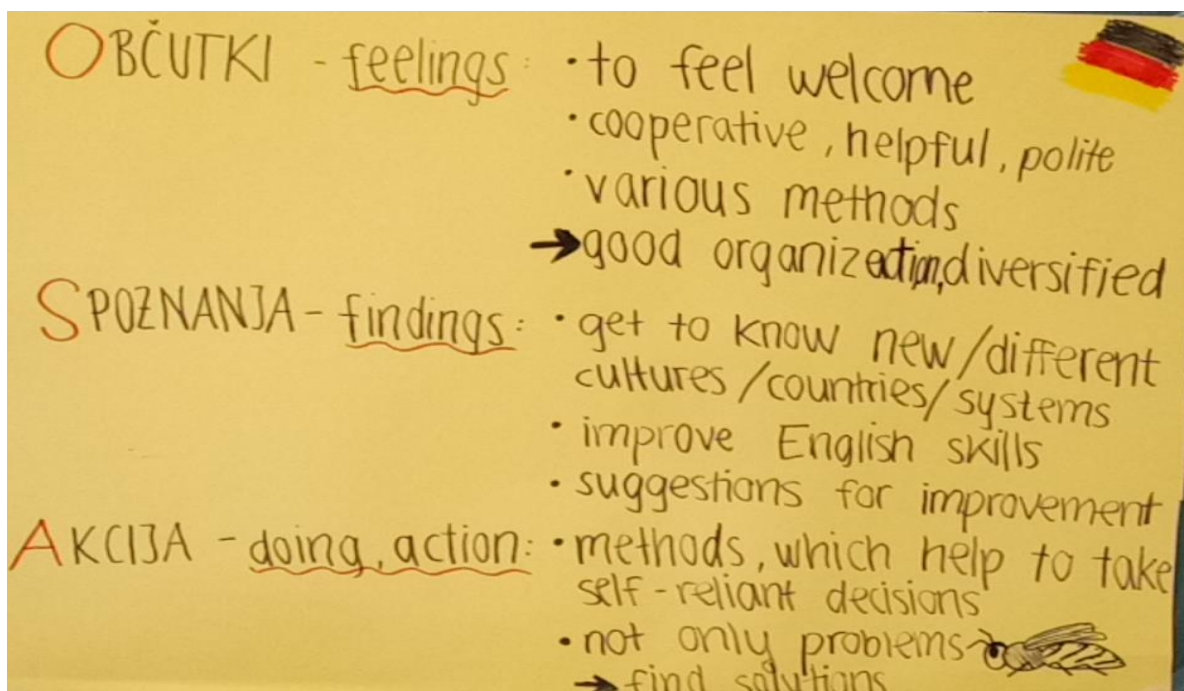 OBČUTKI - feelings: • to feel welcome
• cooperative, helpful, polite
• various methods
→ good organization, diversified
SPOZNANJA - findings: • get to know new/different
cultures/countries/systems
• improve English skills
• suggestions for improvement
AKCIJA - doing, action: • methods, which help to take
self-reliant decisions
• not only problems
→ find solutions